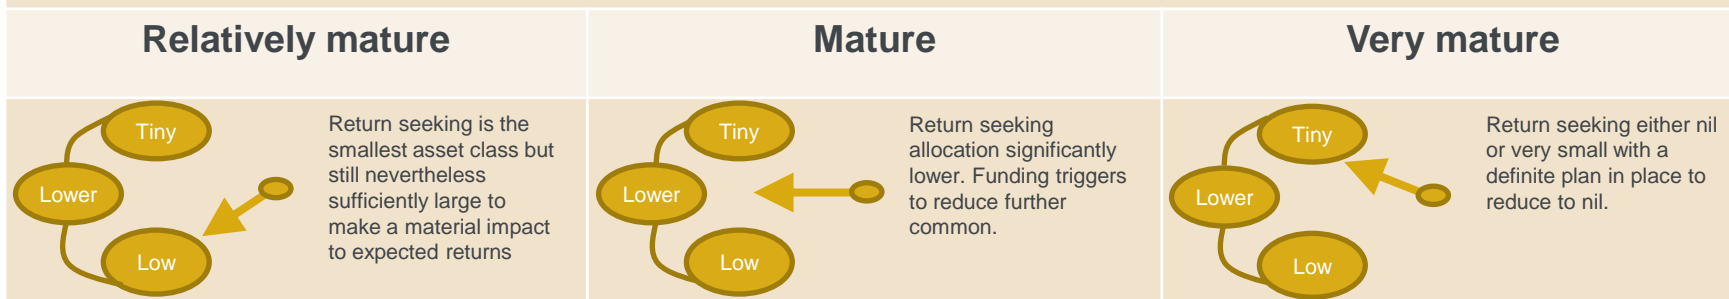 Relatively mature
Mature
Very mature
Tiny
Lower
Low
Return seeking is the
smallest asset class but
still nevertheless
sufficiently large to
make a material impact
to expected returns
Tiny
Lower
Low
Return seeking
allocation significantly
lower. Funding triggers
to reduce further
common.
Tiny
Lower
Low
Return seeking either nil
or very small with a
definite plan in place to
reduce to nil.